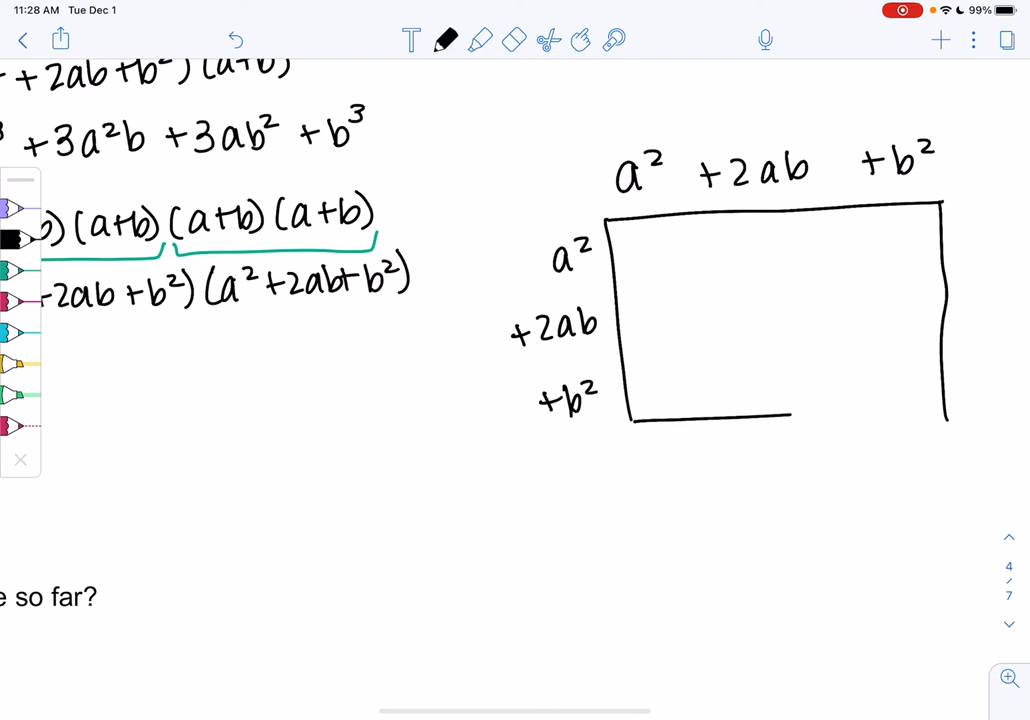 11:28 AM Tue Dec 1
99%
+ 2ab + b²) (a+b)
+3a²b +3ab² +b³
) (a+b) (a+b) (a+b)
2ab + b²) (a² + 2ab + b²)
a² + 2ab + b²
a²
+2ab
+b²
4
/
7
so far?